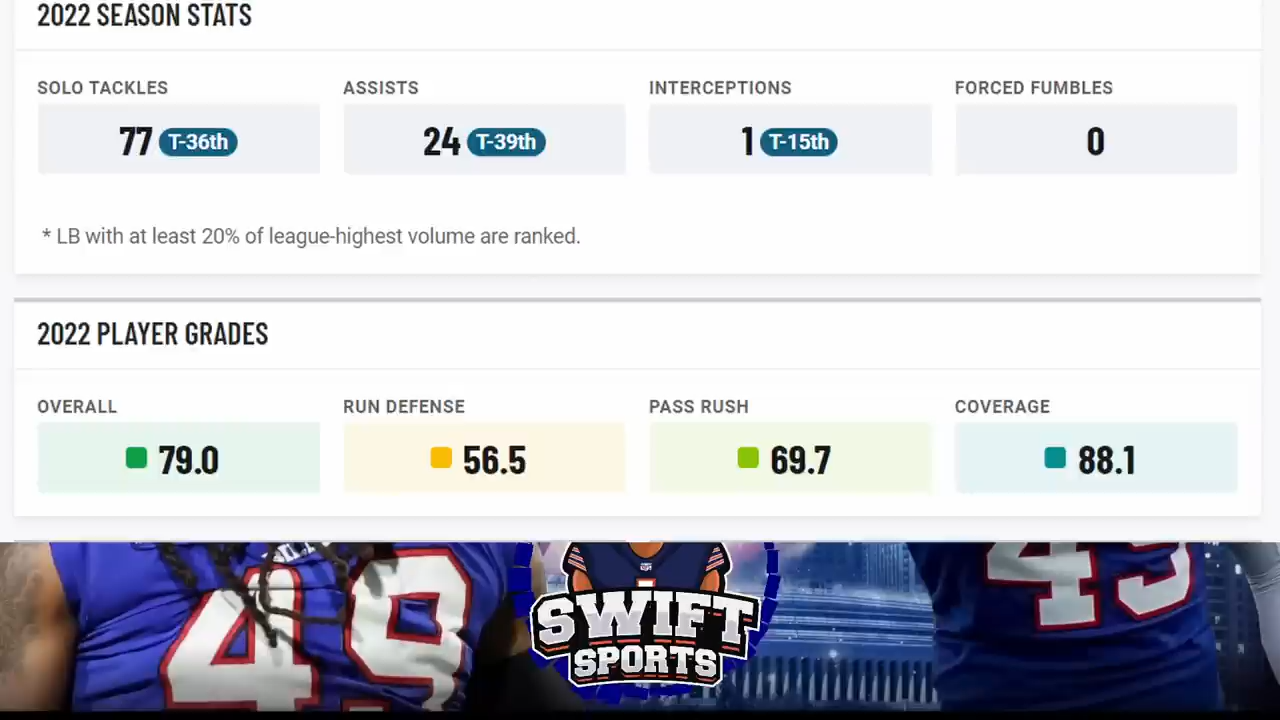 2022 SEASON STATS
SOLO TACKLES ASSISTS INTERCEPTIONS FORCED FUMBLES
77 T-36th 24 T-39th 1 T-15th 0
* LB with at least 20% of league-highest volume are ranked.
2022 PLAYER GRADES
OVERALL RUN DEFENSE PASS RUSH COVERAGE
79.0 56.5 69.7 88.1
49 49
SWIFT
SPORTS